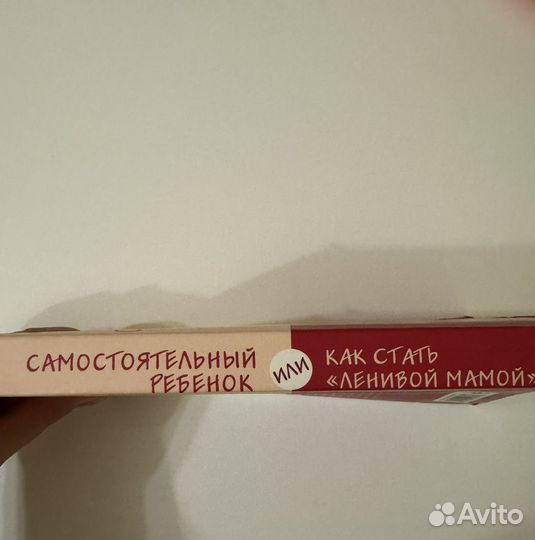 САМОСТОЯТЕЛЬНЫЙ
РЕБЕНОК
ИЛИ
КАК СТАТЬ
«ЛЕНИВОЙ МАМОЙ»
Avito